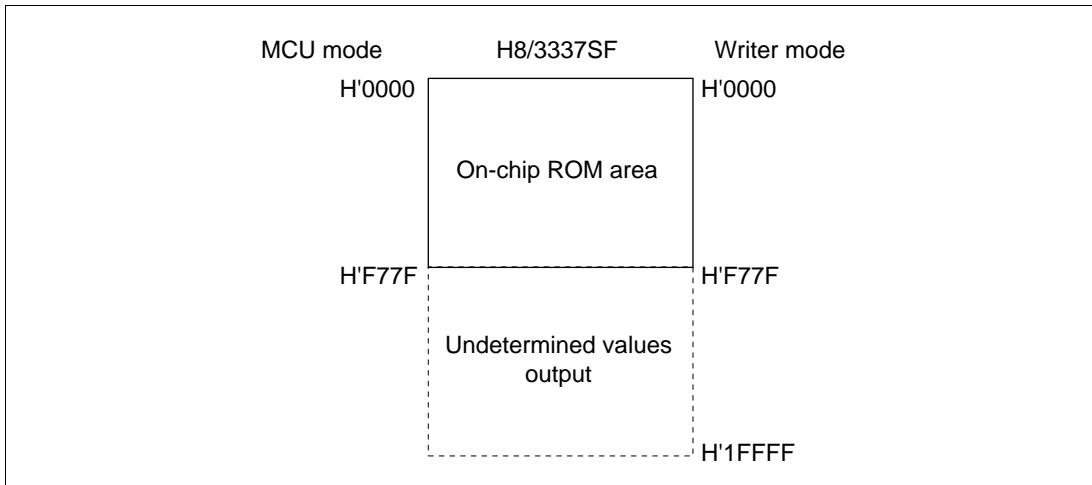 MCU mode H8/3337SF Writer mode
H'0000 H'0000
On-chip ROM area
H'F77F H'F77F
Undetermined values
output
H'1FFFF